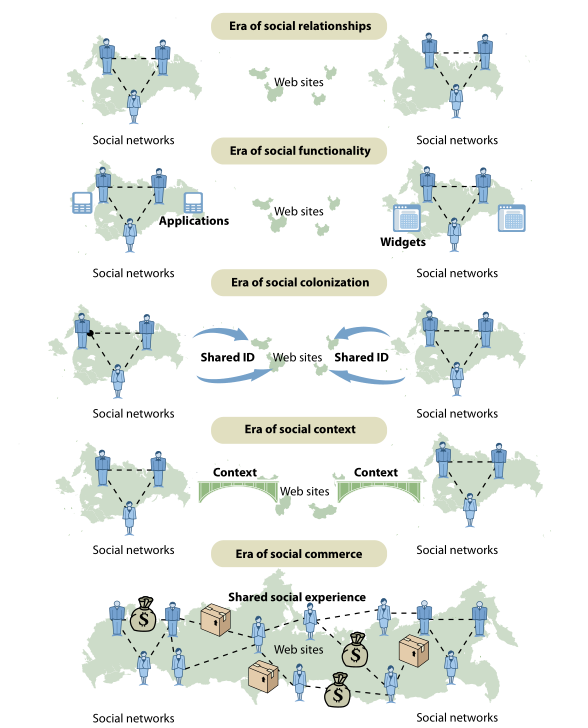 Era of social relationships
Web sites
Social networks
Social networks
Era of social functionality
Web sites
Applications
Widgets
Social networks
Social networks
Era of social colonization
Shared ID
Web sites
Shared ID
Social networks
Social networks
Era of social context
Context
Context
Web sites
Social networks
Social networks
Era of social commerce
Shared social experience
$
Web sites
$
$
Social networks
Social networks